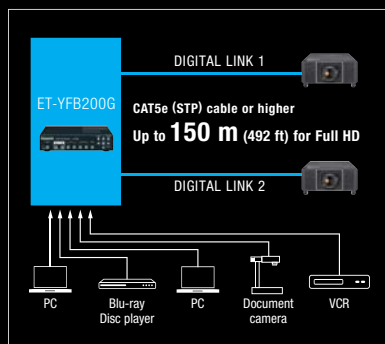 DIGITAL LINK 1
ET-YFB200G
CAT5e (STP) cable or higher
Up to 150 m (492 ft) for Full HD
DIGITAL LINK 2
PC
Blu-ray
Disc player
PC
Document
camera
VCR